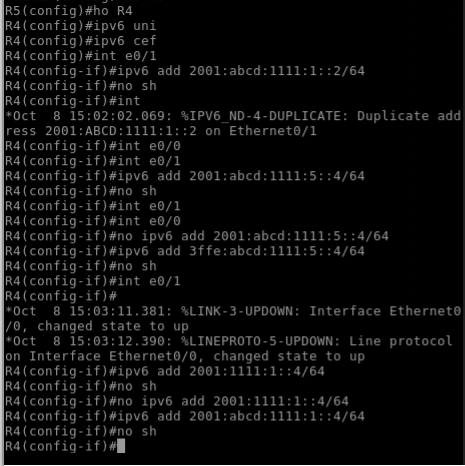 R5(config)#ho R4
R4(config)#ipv6 uni
R4(config)#ipv6 cef
R4(config)#int e0/1
R4(config-if)#ipv6 add 2001:abcd:1111:1::2/64
R4(config-if)#no sh
R4(config-if)#int
*Oct  8 15:02:02.069: %IPV6_ND-4-DUPLICATE: Duplicate add
ress 2001:ABCD:1111:1::2 on Ethernet0/1
R4(config-if)#int e0/0
R4(config-if)#int e0/1
R4(config-if)#ipv6 add 2001:abcd:1111:5::4/64
R4(config-if)#no sh
R4(config-if)#int e0/1
R4(config-if)#int e0/0
R4(config-if)#no ipv6 add 2001:abcd:1111:5::4/64
R4(config-if)#ipv6 add 3ffe:abcd:1111:5::4/64
R4(config-if)#no sh
R4(config-if)#int e0/1
R4(config-if)#
*Oct  8 15:03:11.381: %LINK-3-UPDOWN: Interface Ethernet0
/0, changed state to up
*Oct  8 15:03:12.390: %LINEPROTO-5-UPDOWN: Line protocol
on Interface Ethernet0/0, changed state to up
R4(config-if)#ipv6 add 2001:1111:1::4/64
R4(config-if)#no sh
R4(config-if)#no ipv6 add 2001:1111:1::4/64
R4(config-if)#ipv6 add 2001:abcd:1111:1::4/64
R4(config-if)#no sh
R4(config-if)#